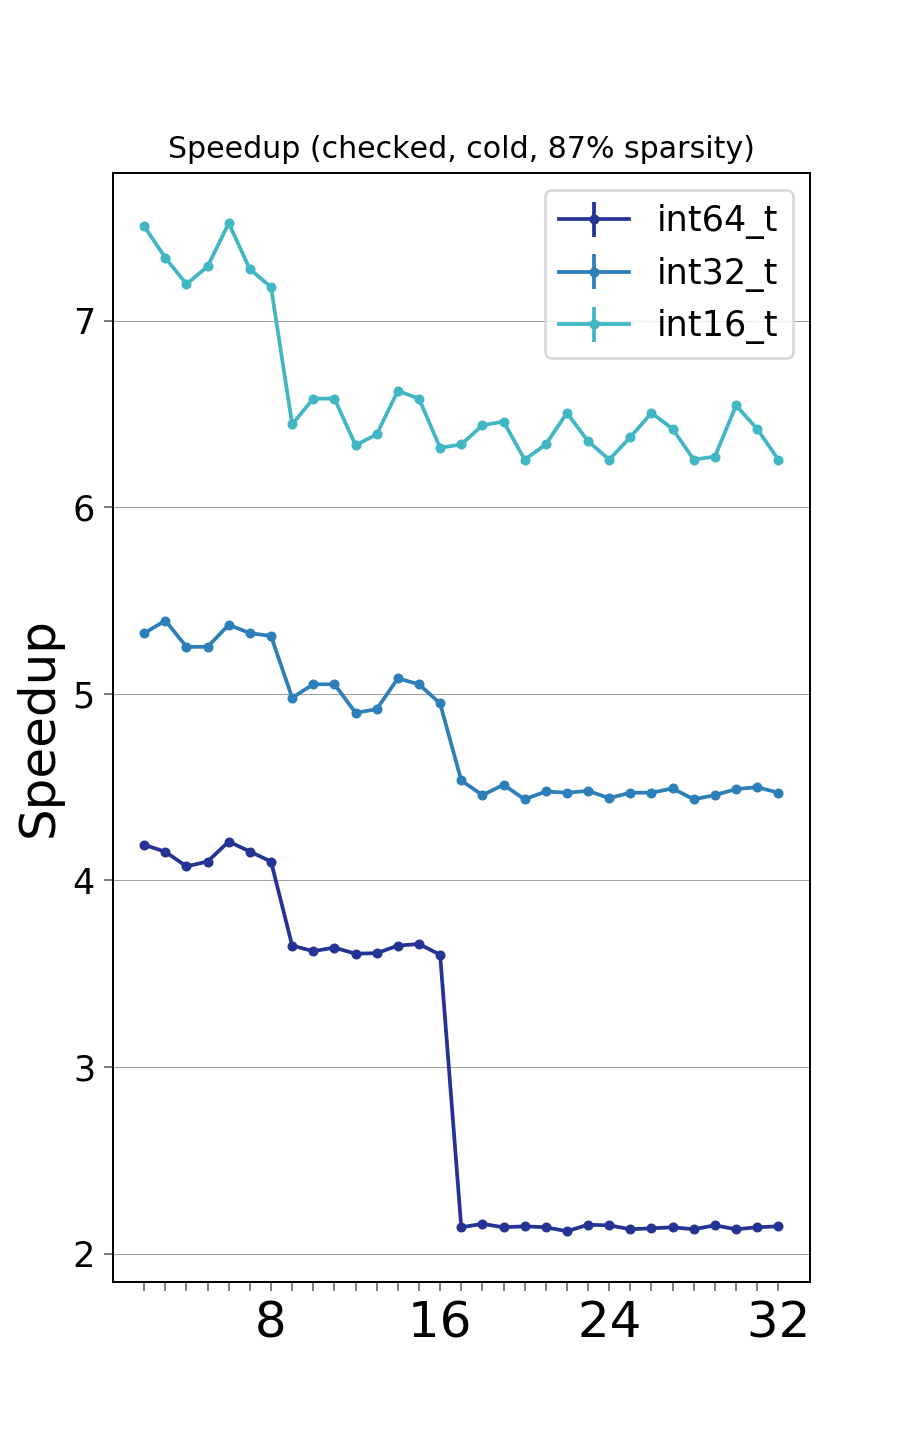 Speedup (checked, cold, 87% sparsity)
int64_t
int32_t
int16_t
7
6
5
4
3
2
Speedup
8 16 24 32